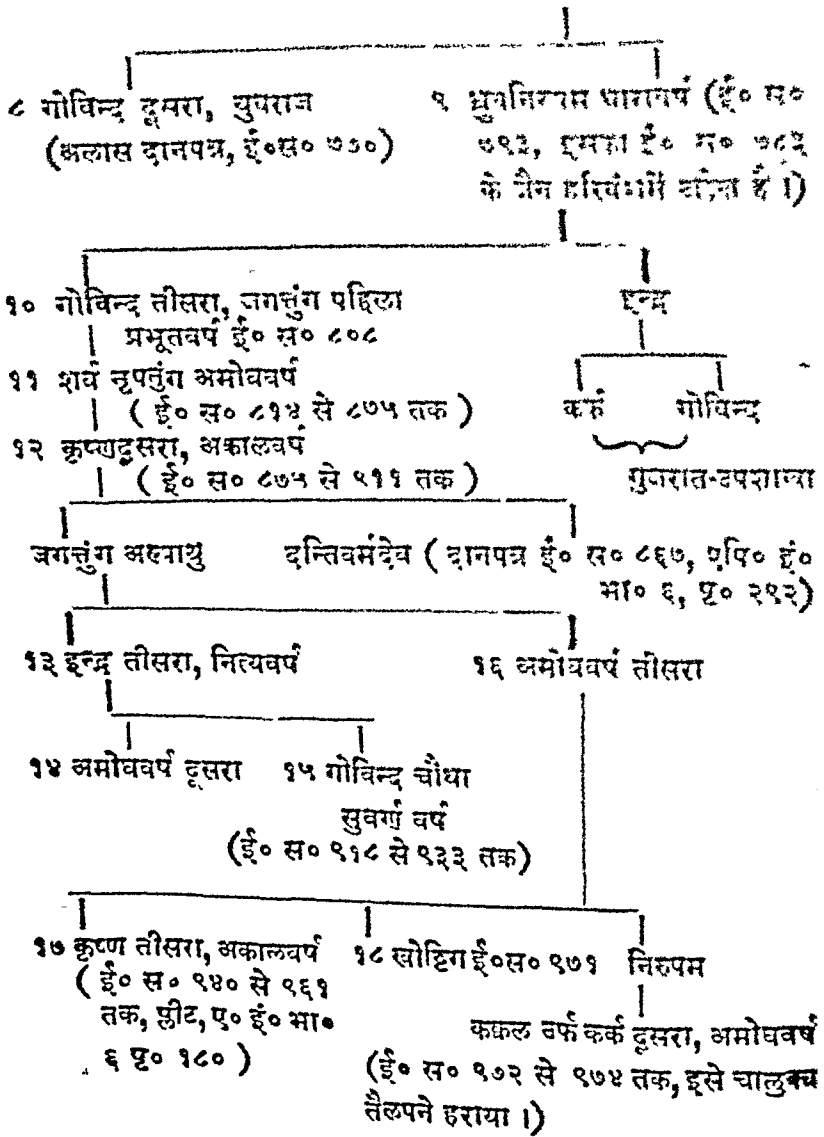 ८ गोविन्द दूसरा, युवराज
(अलास दानपत्र, ई०स० ७७०)
९ ध्रुवनिरुपम धारावर्ष (ई० स०
७९३, इसका ई० स० ७८३
के जैन हरिवंशमें वर्णन है।)
१० गोविन्द तीसरा, जगत्तुंग पहिला
प्रभूतवर्ष ई० स० ८०८
इन्द्र
११ शर्व नृपतुंग अमोघवर्ष
( ई० स० ८१४ से ८७५ तक )
कर्क गोविन्द
१२ कृष्णदूसरा, अकालवर्ष
( ई० स० ८७५ से ९११ तक )
गुजरात-उपशाखा
जगत्तुंग
दन्तिवर्मदेव ( दानपत्र ई० स० ८६७, एपि० इं०
भा० ६, पृ० २९२)
१३ इन्द्र तीसरा, नित्यवर्ष
१६ अमोघवर्ष तीसरा
१४ अमोघवर्ष दूसरा
१५ गोविन्द चौथा
सुवर्ण वर्ष
(ई० स० ९१८ से ९३३ तक)
१७ कृष्ण तीसरा, अकालवर्ष
( ई० स० ९४० से ९६१
तक, फ्लीट, ए० इं० भा०
६ पृ० १८० )
१८ खोट्टिग ई०स० ९७१
निरुपम
ककल उर्फ कर्क दूसरा, अमोघवर्ष
(ई० स० ९७२ से ९७४ तक, इसे चालुक्य
तैलपने हराया।)